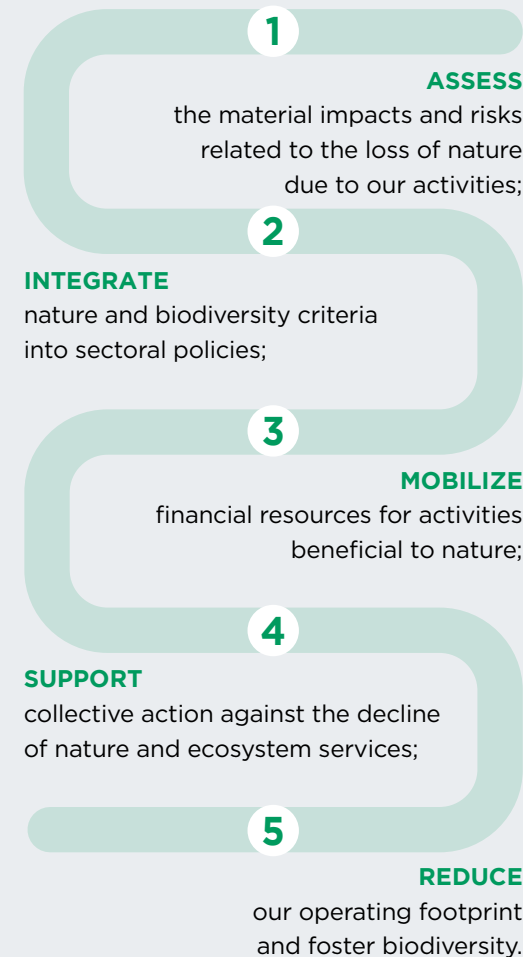 1
ASSESS
the material impacts and risks
related to the loss of nature
due to our activities;
2
INTEGRATE
nature and biodiversity criteria
into sectoral policies;
3
MOBILIZE
financial resources for activities
beneficial to nature;
4
SUPPORT
collective action against the decline
of nature and ecosystem services;
5
REDUCE
our operating footprint
and foster biodiversity.